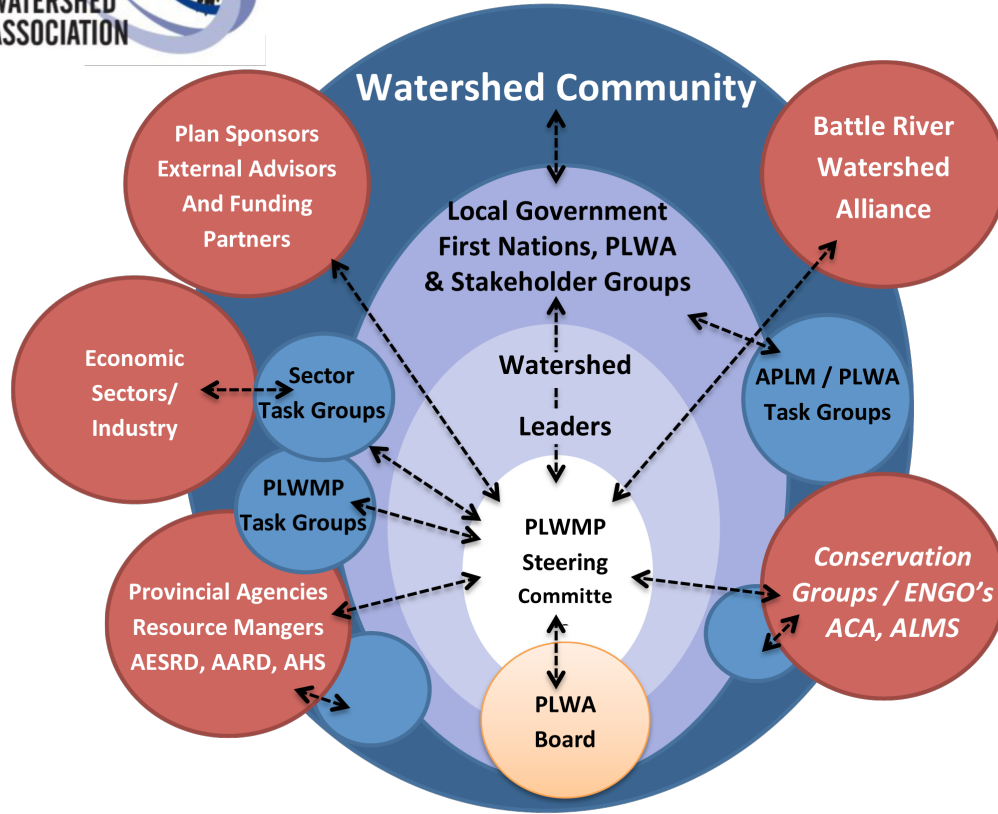 WATERSHED
ASSOCIATION
Watershed Community
Plan Sponsors
External Advisors
And Funding
Partners
Battle River
Watershed
Alliance
Local Government
First Nations, PLWA
& Stakeholder Groups
Economic
Sectors/
Industry
Sector
Task Groups
Watershed
Leaders
APLM / PLWA
Task Groups
PLWMP
Task Groups
PLWMP
Steering
Committe
Provincial Agencies
Resource Mangers
AESRD, AARD, AHS
Conservation
Groups / ENGO's
ACA, ALMS
PLWA
Board